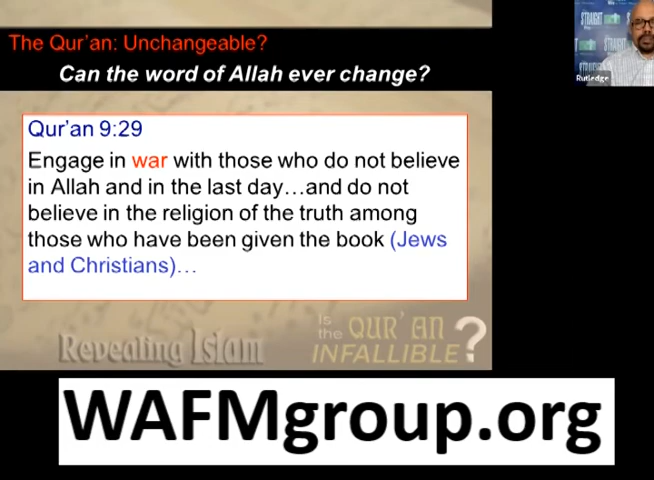 The Qur'an: Unchangeable?
Can the word of Allah ever change?
STRAIGHT
Rutledge
Qur'an 9:29
Engage in war with those who do not believe
in Allah and in the last day…and do not
believe in the religion of the truth among
those who have been given the book (Jews
and Christians)…
Revealing Islam
Is
the QUR'AN
INFALLIBLE?
WAFMgroup.org